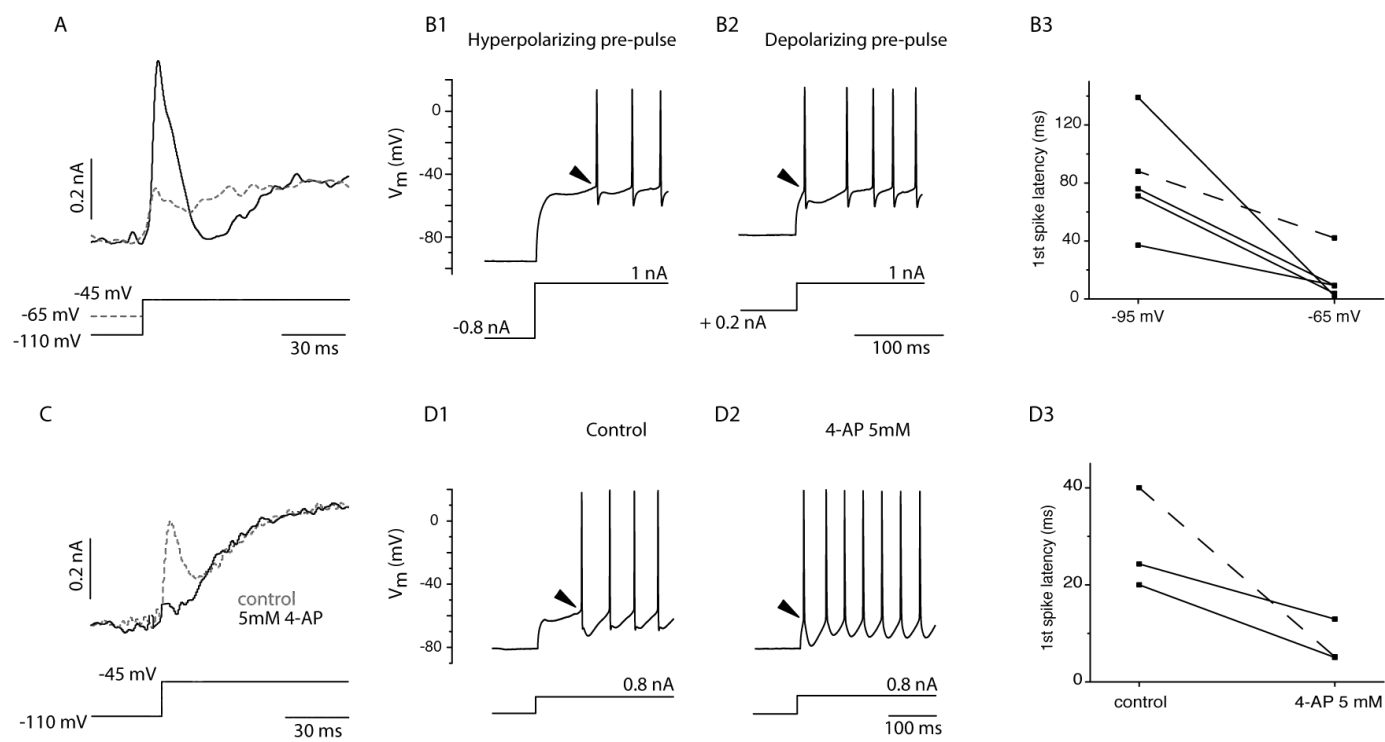 A
0.2 nA
-45 mV
-65 mV
-110 mV
30 ms
B1
Hyperpolarizing pre-pulse
Vm (mV)
0
-40
-80
1 nA
-0.8 nA
B2
Depolarizing pre-pulse
1 nA
+ 0.2 nA
100 ms
B3
1st spike latency (ms)
120
80
40
0
-95 mV
-65 mV
C
0.2 nA
control
5mM 4-AP
-45 mV
-110 mV
30 ms
D1
Control
Vm (mV)
0
-40
-80
0.8 nA
D2
4-AP 5mM
0.8 nA
100 ms
D3
1st spike latency (ms)
40
20
0
control
4-AP 5 mM